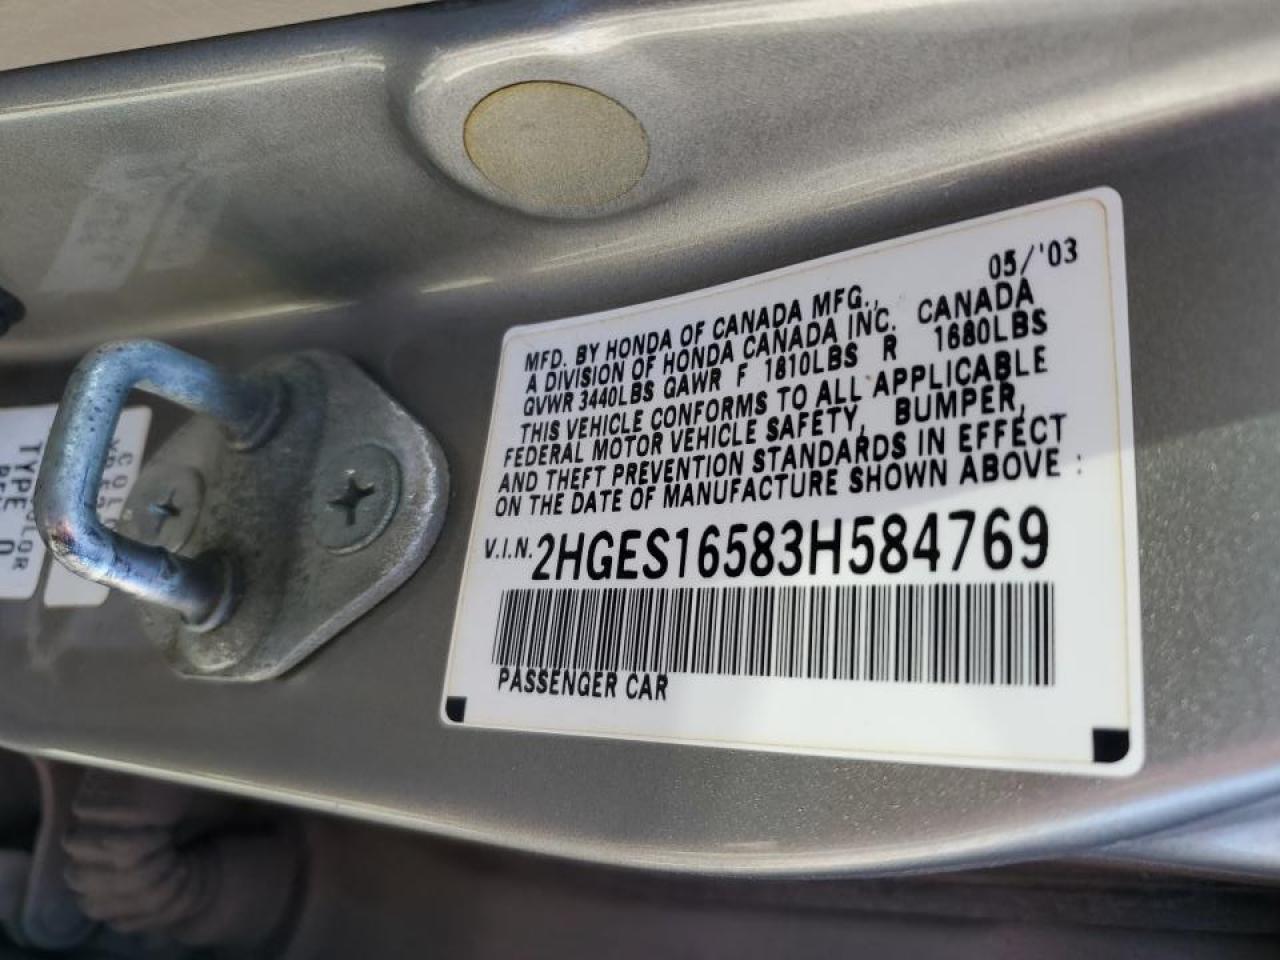 05/'03
MFD. BY HONDA OF CANADA MFG.,
A DIVISION OF HONDA CANADA INC. CANADA
GVWR 3440LBS GAWR F 1810LBS R 1680LBS
THIS VEHICLE CONFORMS TO ALL APPLICABLE
FEDERAL MOTOR VEHICLE SAFETY, BUMPER,
AND THEFT PREVENTION STANDARDS IN EFFECT
ON THE DATE OF MANUFACTURE SHOWN ABOVE :
V.I.N. 2HGES16583H584769
PASSENGER CAR
TYPE